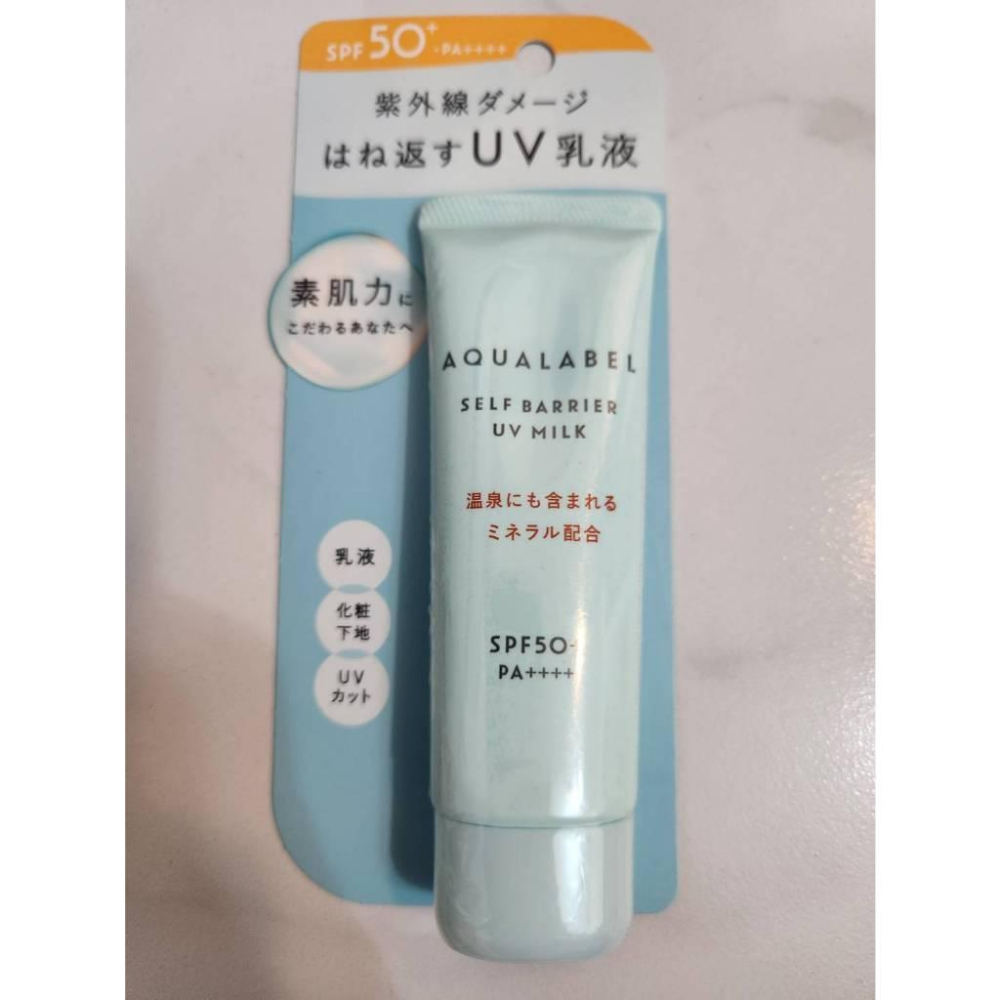 SPF 50+ ・PA++++
紫外線ダメージ
はね返すUV乳液
素肌力に
こだわるあなたへ
AQUALABEL
SELF BARRIER
UV MILK
温泉にも含まれる
ミネラル配合
乳液
化粧
下地
UV
カット
SPF50+
PA++++